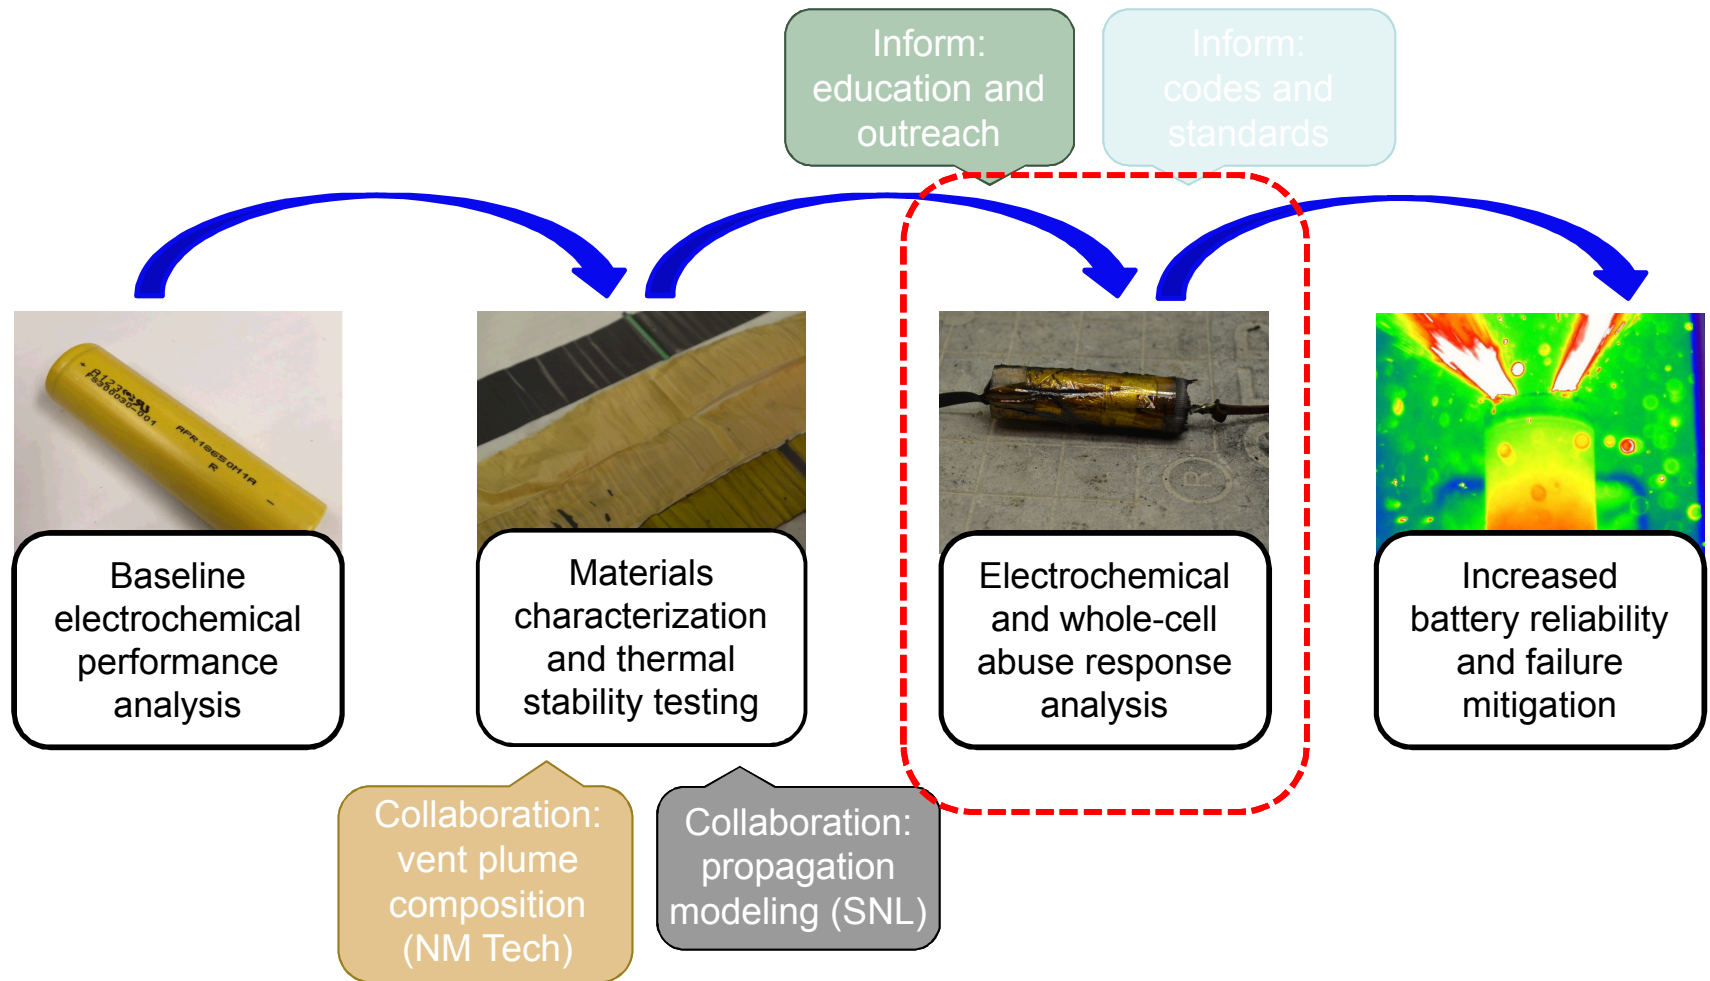 Inform:
education and
outreach
Inform:
codes and
standards
APR18650M1A
R
Baseline
electrochemical
performance
analysis
Materials
characterization
and thermal
stability testing
R
Electrochemical
and whole-cell
abuse response
analysis
Increased
battery reliability
and failure
mitigation
Collaboration:
vent plume
composition
(NM Tech)
Collaboration:
propagation
modeling (SNL)